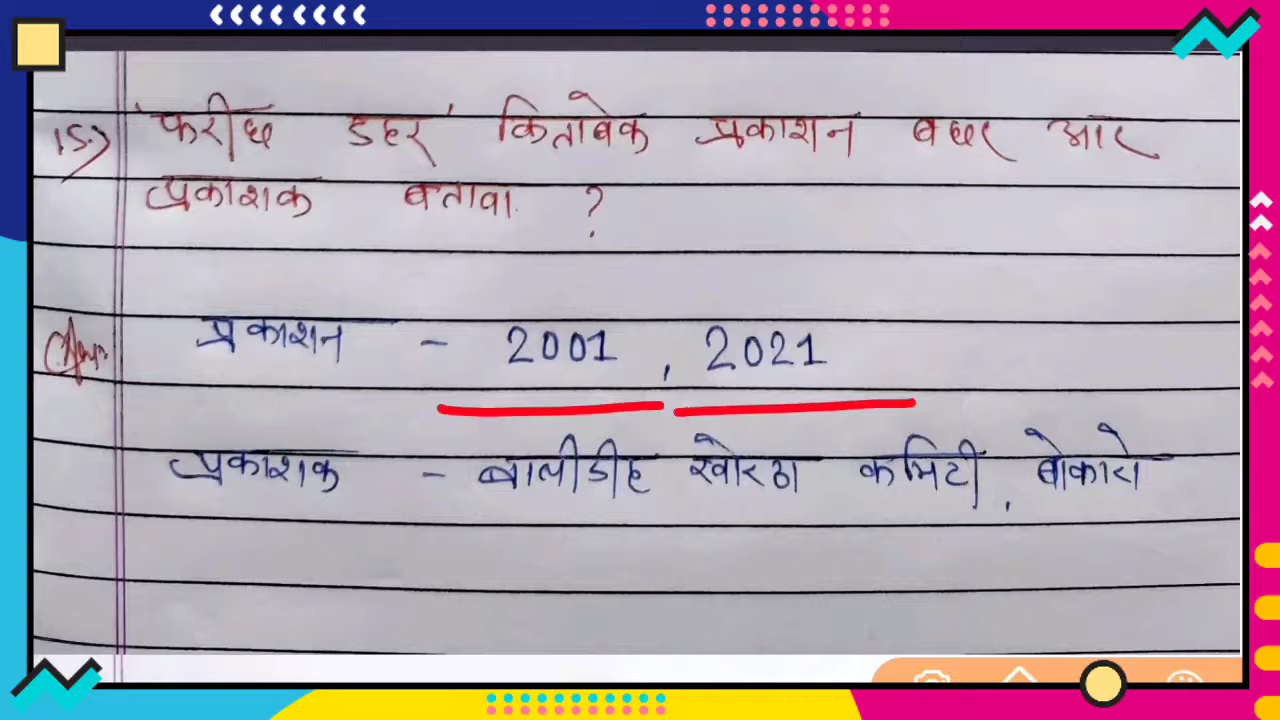 15.) 'फरीछ डहर' किताबेक प्रकाशन बछर आर
प्रकाशक बतावा ?
Ans. प्रकाशन - 2001, 2021
प्रकाशक - बालीडीह खोरठा कमिटी, बोकारो